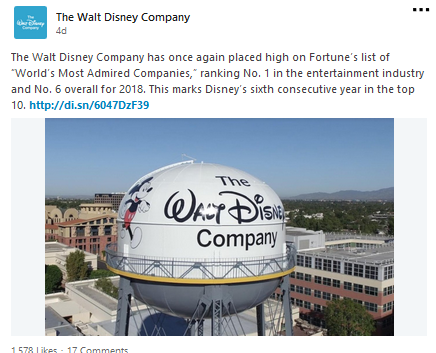 The Walt Disney Company
4d
The Walt Disney Company has once again placed high on Fortune's list of
"World's Most Admired Companies," ranking No. 1 in the entertainment industry
and No. 6 overall for 2018. This marks Disney's sixth consecutive year in the top
10. http://di.sn/6047DzF39
The
Walt Disney
Company
1,578 Likes · 17 Comments